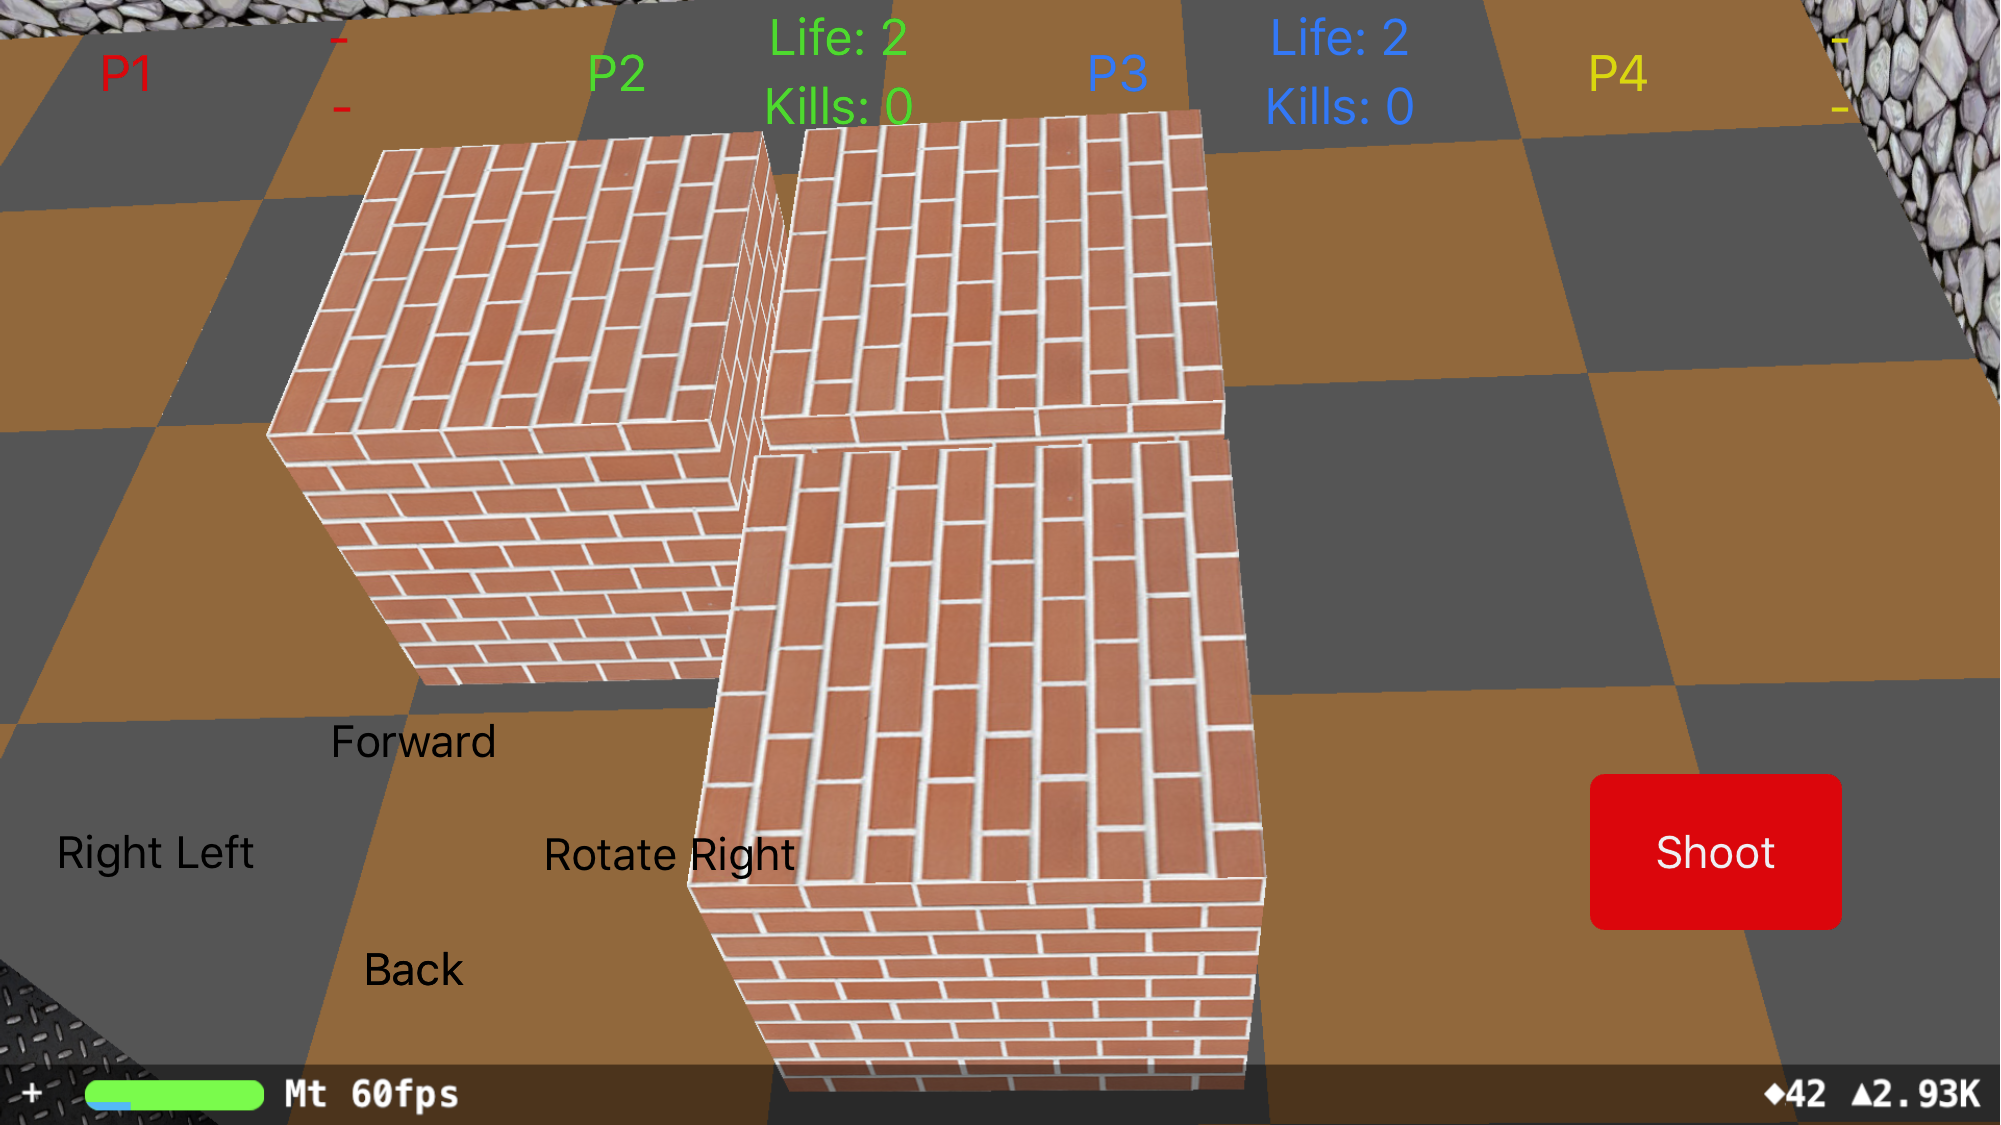 P1
-
-
P2
Life: 2
Kills: 0
P3
Life: 2
Kills: 0
P4
-
-
Forward
Right Left
Rotate Right
Back
Shoot
+ Mt 60fps
◆42 ▲2.93K